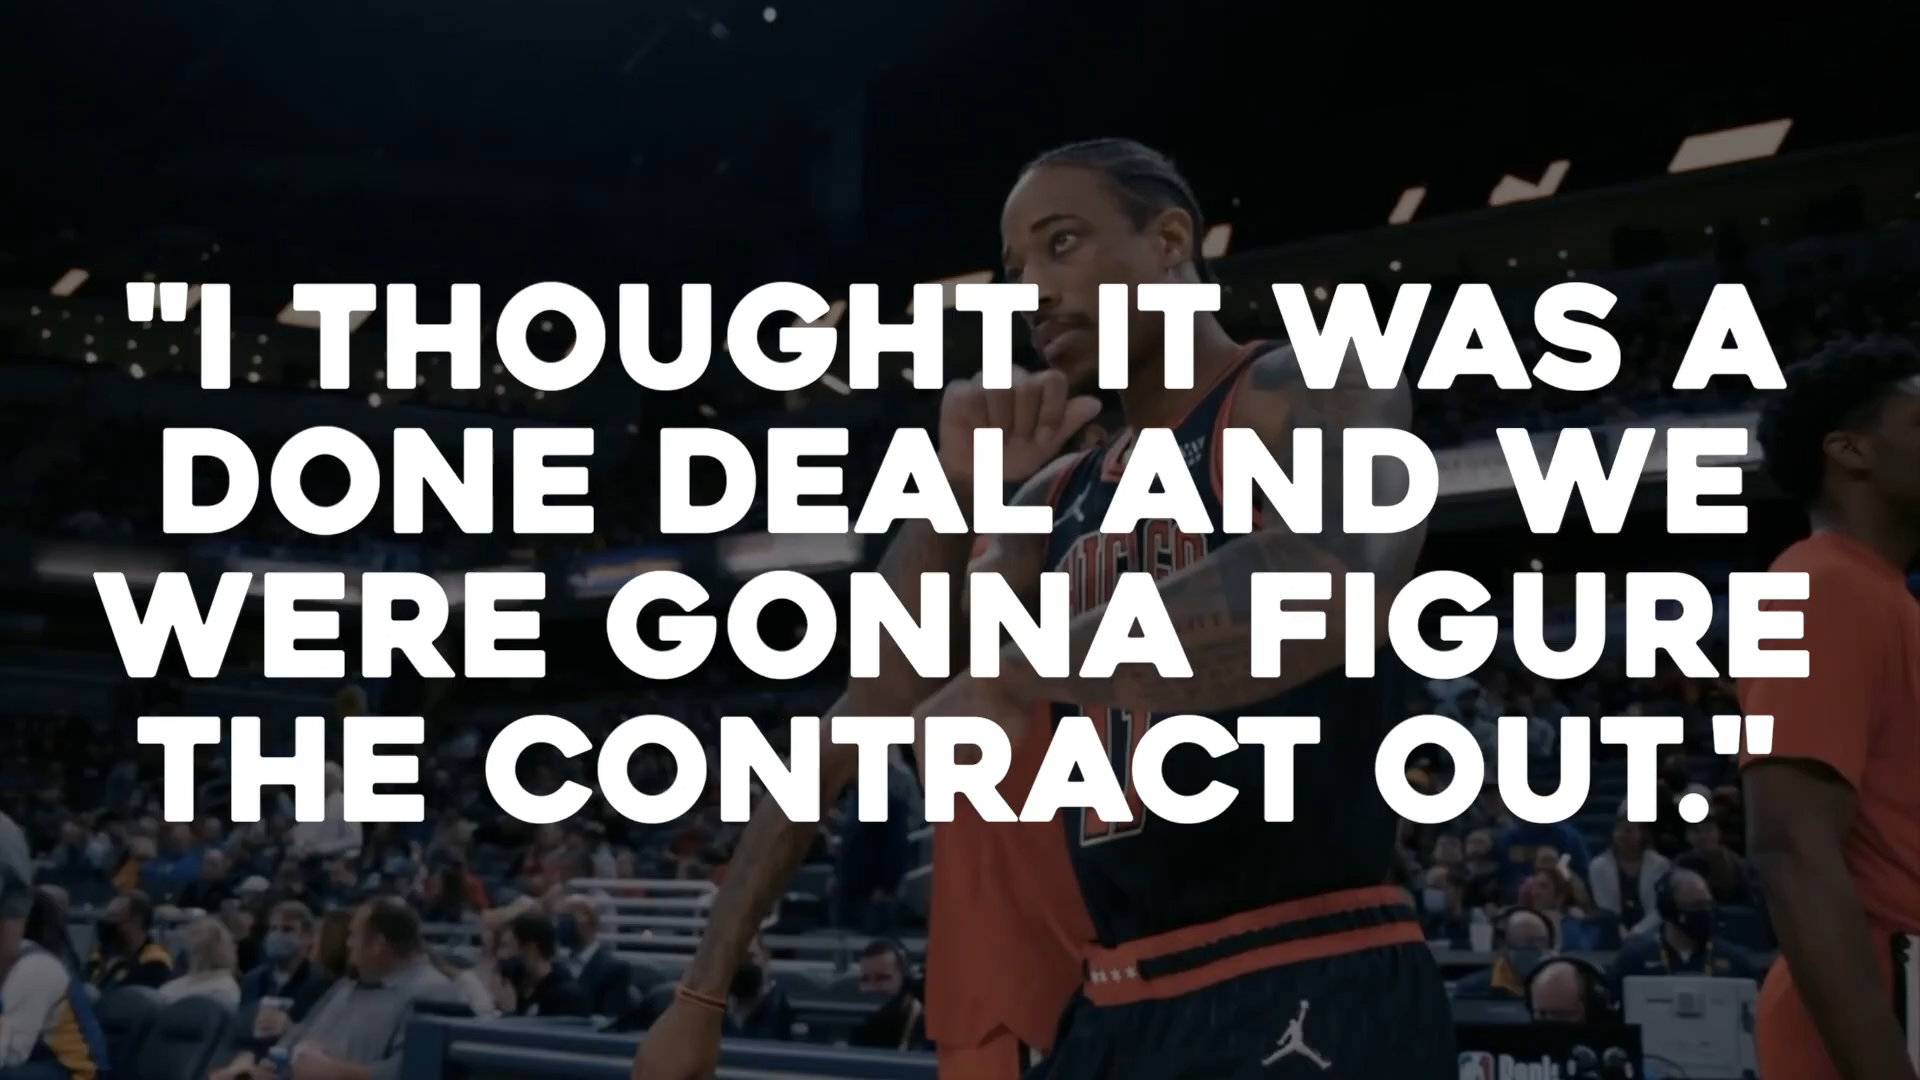 "I THOUGHT IT WAS A
DONE DEAL AND WE
WERE GONNA FIGURE
THE CONTRACT OUT."